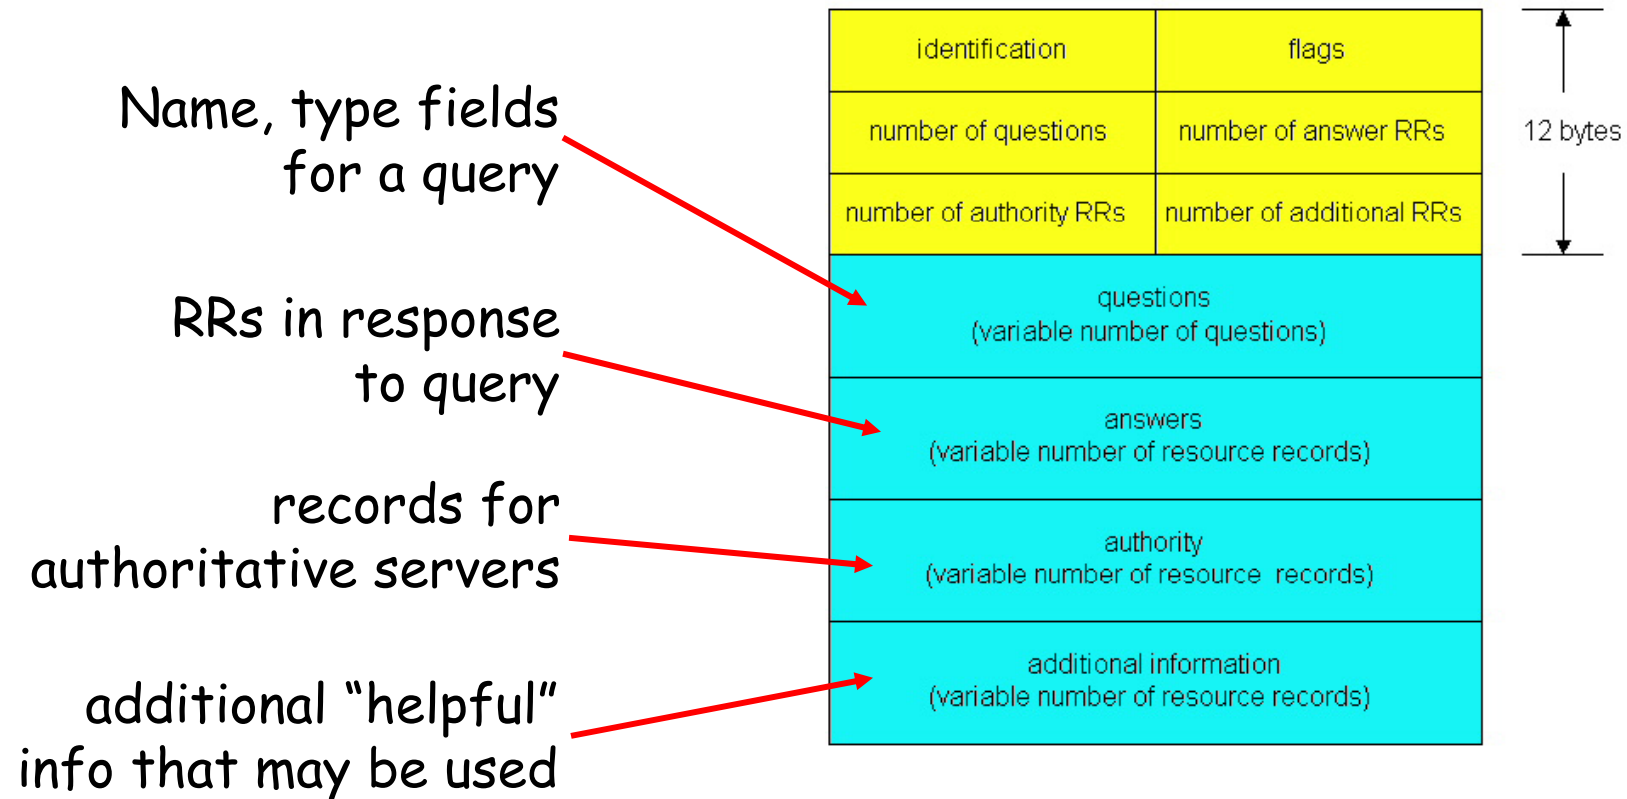 Name, type fields
for a query
RRs in response
to query
records for
authoritative servers
additional “helpful”
info that may be used
identification
flags
number of questions
number of answer RRs
number of authority RRs
number of additional RRs
12 bytes
questions
(variable number of questions)
answers
(variable number of resource records)
authority
(variable number of resource records)
additional information
(variable number of resource records)